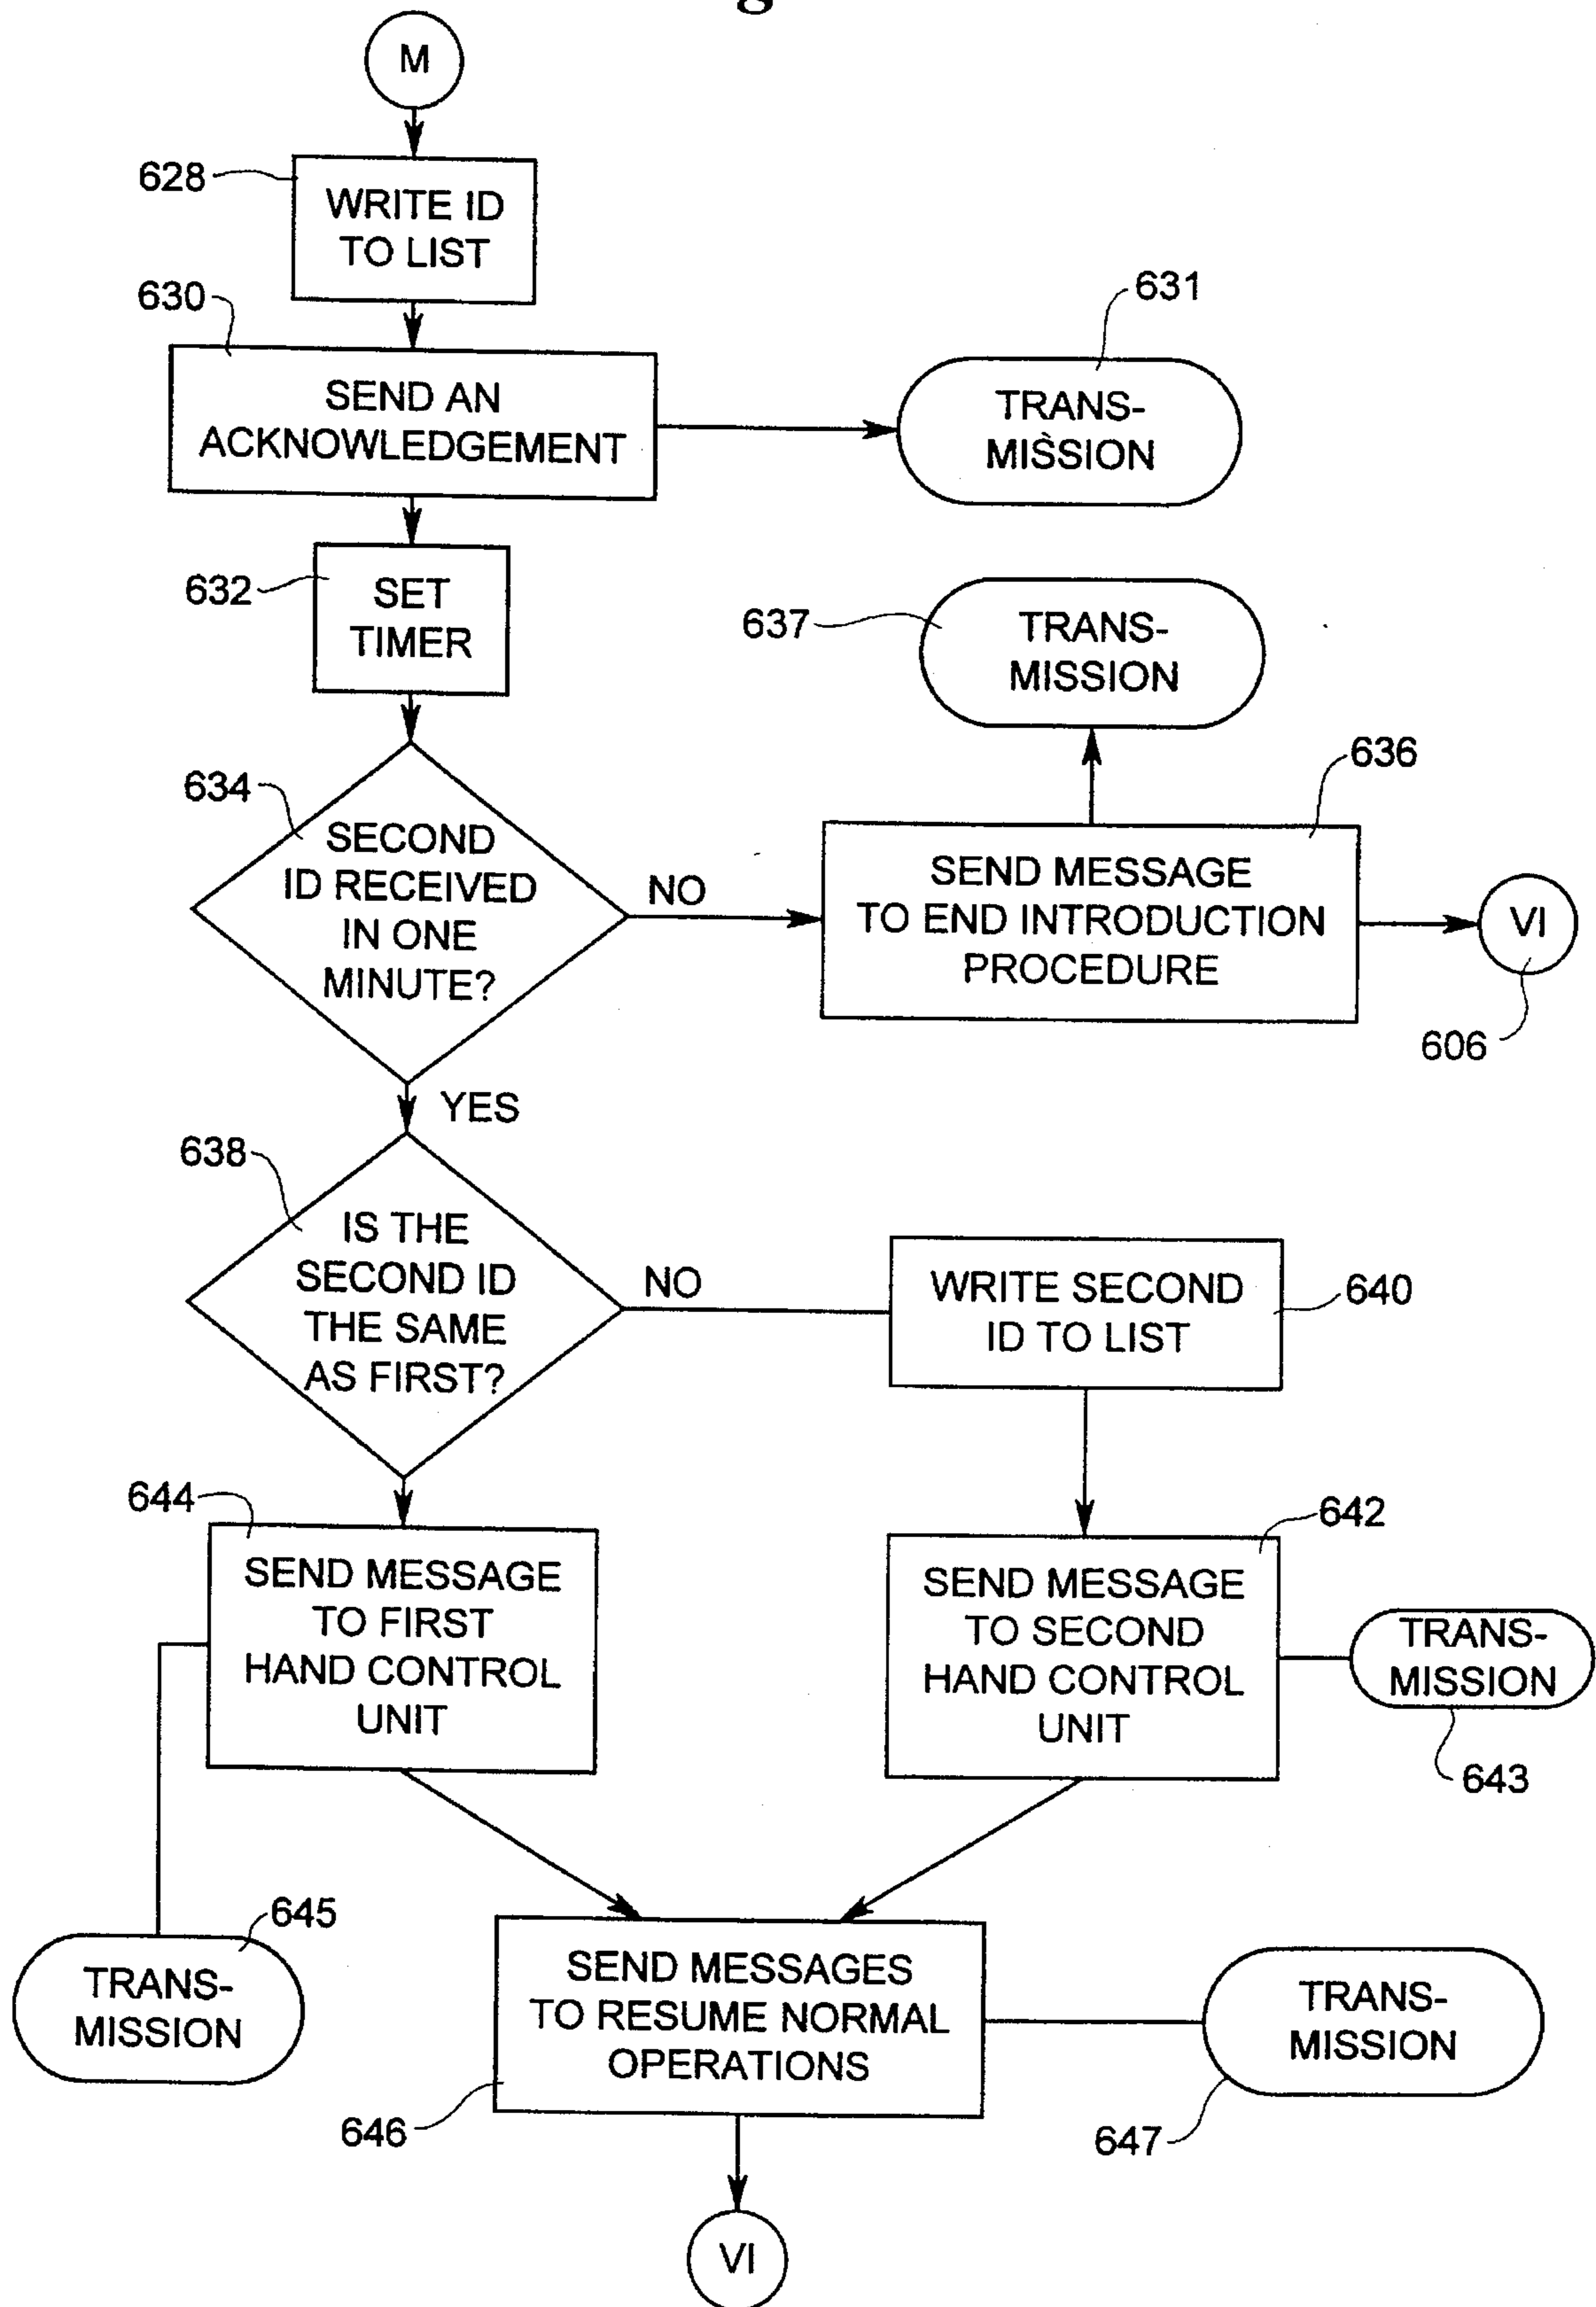 g
M
628
WRITE ID
TO LIST
630
SEND AN
ACKNOWLEDGEMENT
631
TRANS-
MISSION
632
SET
TIMER
637
TRANS-
MISSION
634
SECOND
ID RECEIVED
IN ONE
MINUTE?
NO
636
SEND MESSAGE
TO END INTRODUCTION
PROCEDURE
VI
606
YES
638
IS THE
SECOND ID
THE SAME
AS FIRST?
NO
WRITE SECOND
ID TO LIST
640
644
SEND MESSAGE
TO FIRST
HAND CONTROL
UNIT
642
SEND MESSAGE
TO SECOND
HAND CONTROL
UNIT
TRANS-
MISSION
643
645
TRANS-
MISSION
SEND MESSAGES
TO RESUME NORMAL
OPERATIONS
646
TRANS-
MISSION
647
VI